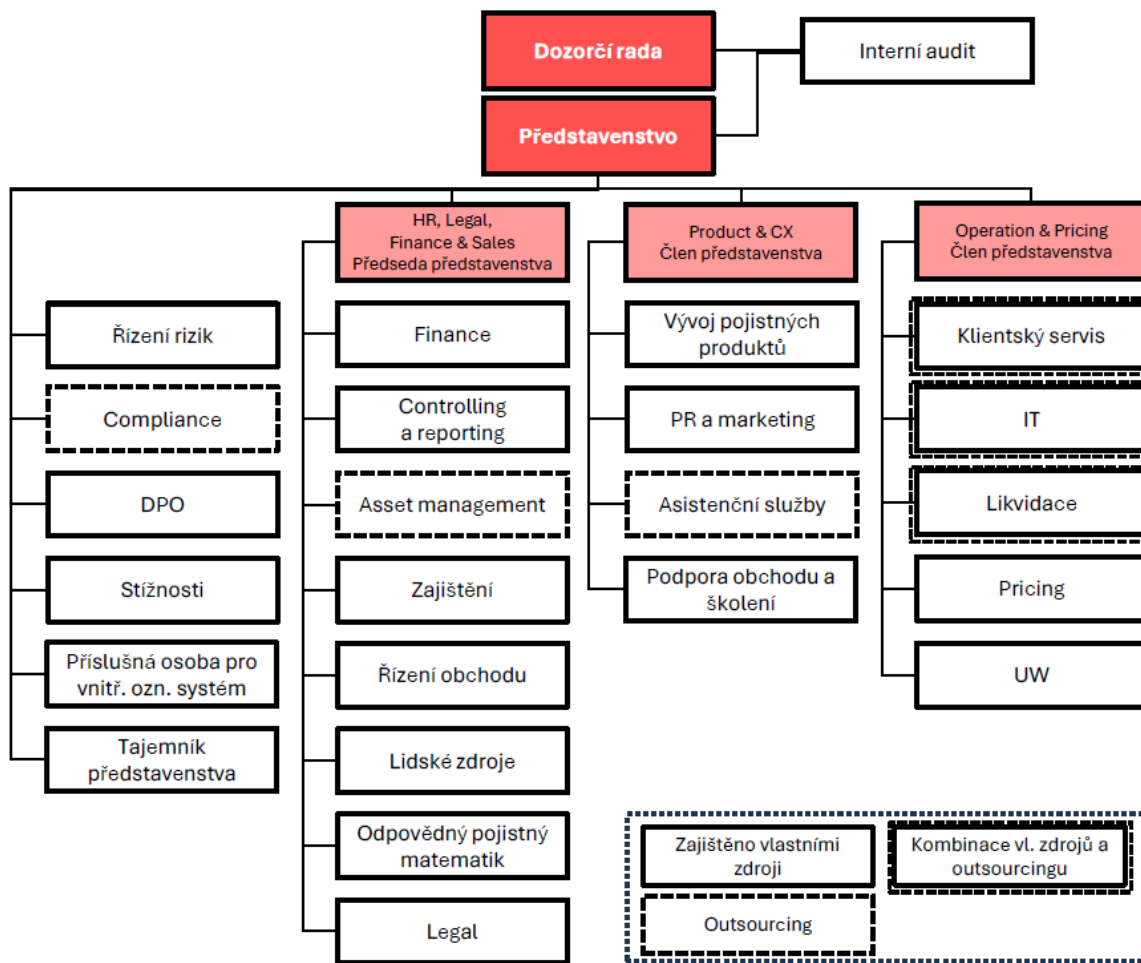 Dozorčí rada
Interní audit
Představenstvo
HR, Legal,
Finance & Sales
Předseda představenstva
Product & CX
Člen představenstva
Operation & Pricing
Člen představenstva
Řízení rizik
Compliance
DPO
Stížnosti
Příslušná osoba pro
vnitř. ozn. systém
Tajemník
představenstva
Finance
Controlling
a reporting
Asset management
Zajištění
Řízení obchodu
Lidské zdroje
Odpovědný pojistný
matematik
Legal
Vývoj pojistných
produktů
PR a marketing
Asistenční služby
Podpora obchodu a
školení
Klientský servis
IT
Likvidace
Pricing
UW
Zajištěno vlastními
zdroji
Kombinace vl. zdrojů a
outsourcingu
Outsourcing